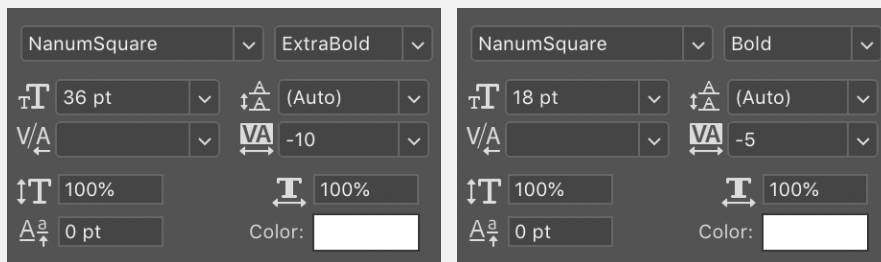 NanumSquare ExtraBold
36 pt (Auto)
-10
100% 100%
0 pt Color:
NanumSquare Bold
18 pt (Auto)
-5
100% 100%
0 pt Color: